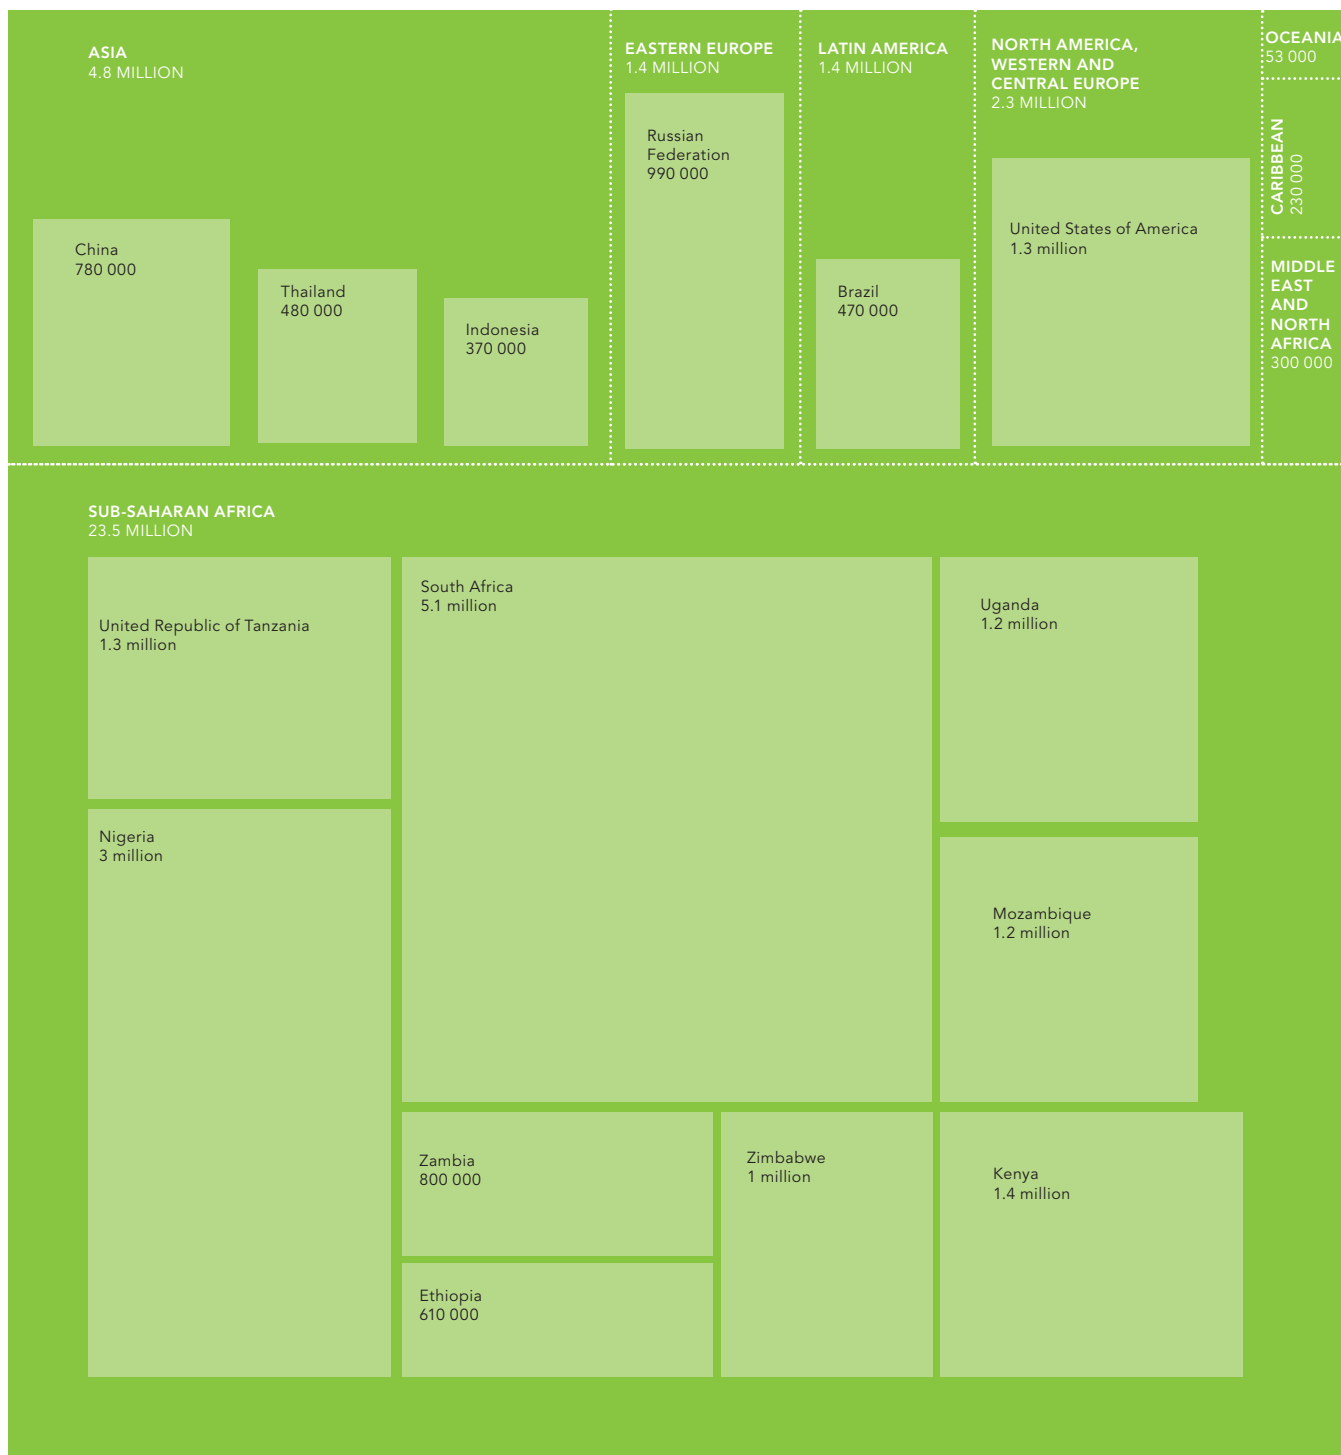 ASIA
4.8 MILLION
China
780 000
Thailand
480 000
Indonesia
370 000
EASTERN EUROPE
1.4 MILLION
Russian
Federation
990 000
LATIN AMERICA
1.4 MILLION
Brazil
470 000
NORTH AMERICA,
WESTERN AND
CENTRAL EUROPE
2.3 MILLION
United States of America
1.3 million
OCEANIA
53 000
CARIBBEAN
230 000
MIDDLE
EAST
AND
NORTH
AFRICA
300 000
SUB-SAHARAN AFRICA
23.5 MILLION
United Republic of Tanzania
1.3 million
Nigeria
3 million
South Africa
5.1 million
Uganda
1.2 million
Mozambique
1.2 million
Zambia
800 000
Ethiopia
610 000
Zimbabwe
1 million
Kenya
1.4 million